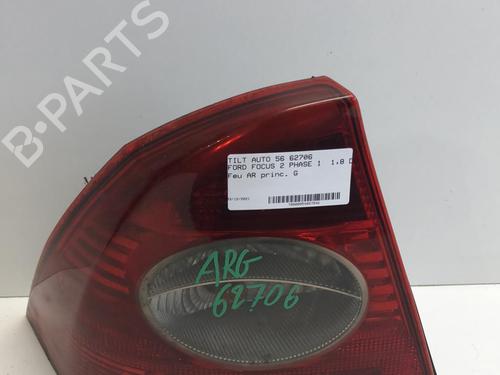 B-PARTS
TILT AUTO 56 62706
FORD FOCUS 2 PHASE 1 1.8 D
Feu AR princ. G
ARG
62706